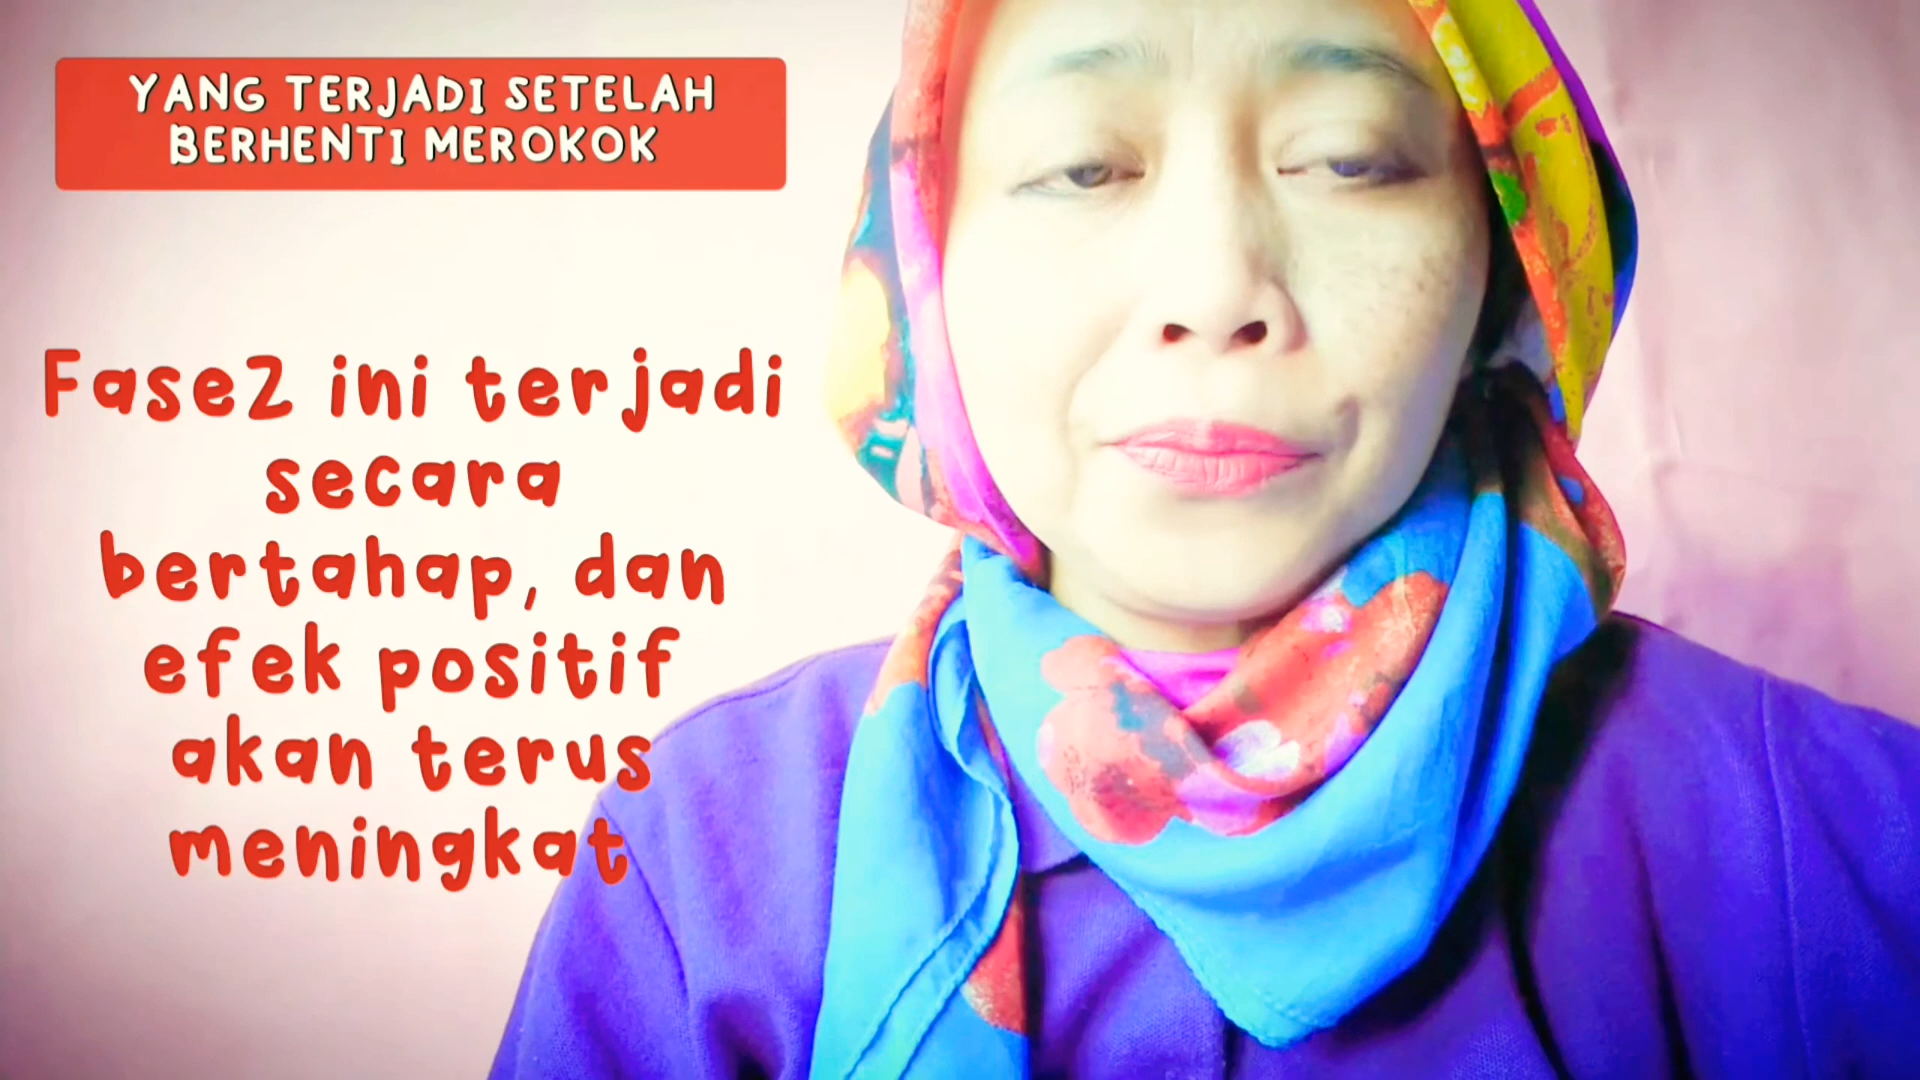 YANG TERJADI SETELAH
BERHENTI MEROKOK
Fase2 ini terjadi
secara
bertahap, dan
efek positif
akan terus
meningkat